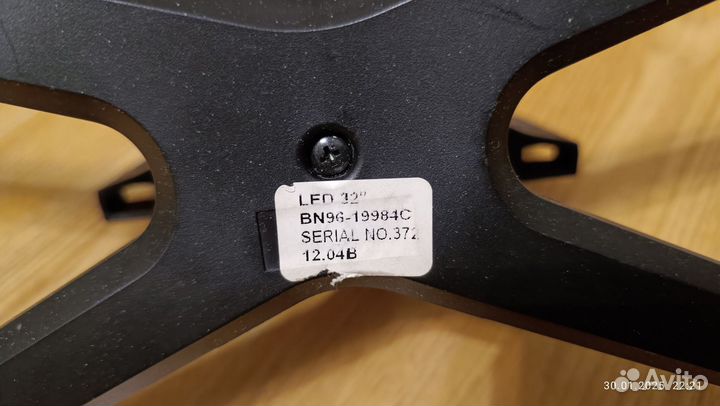 LED 32"
BN96-19984C
SERIAL NO.372
12.04B
Avito
30.01.2025 22:21